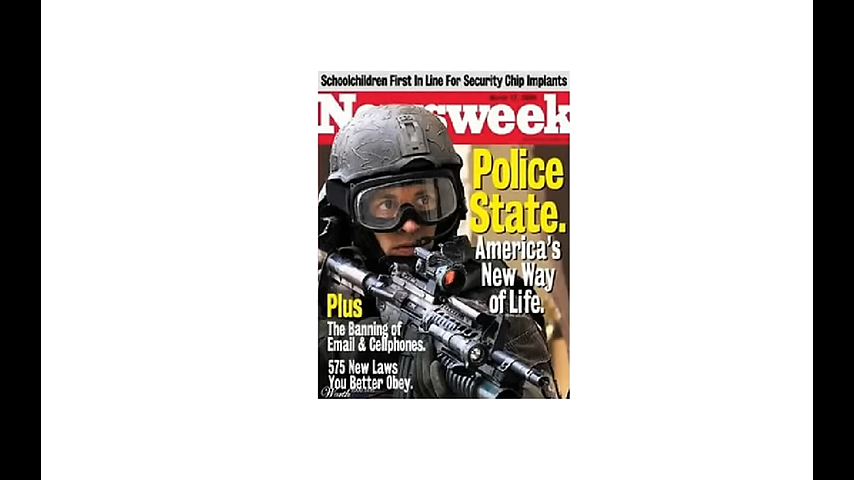 Schoolchildren First In Line For Security Chip Implants
Newsweek
Police
State.
America's
New Way
of Life.
Plus
The Banning of
Email & Cellphones.
575 New Laws
You Better Obey.
Worth